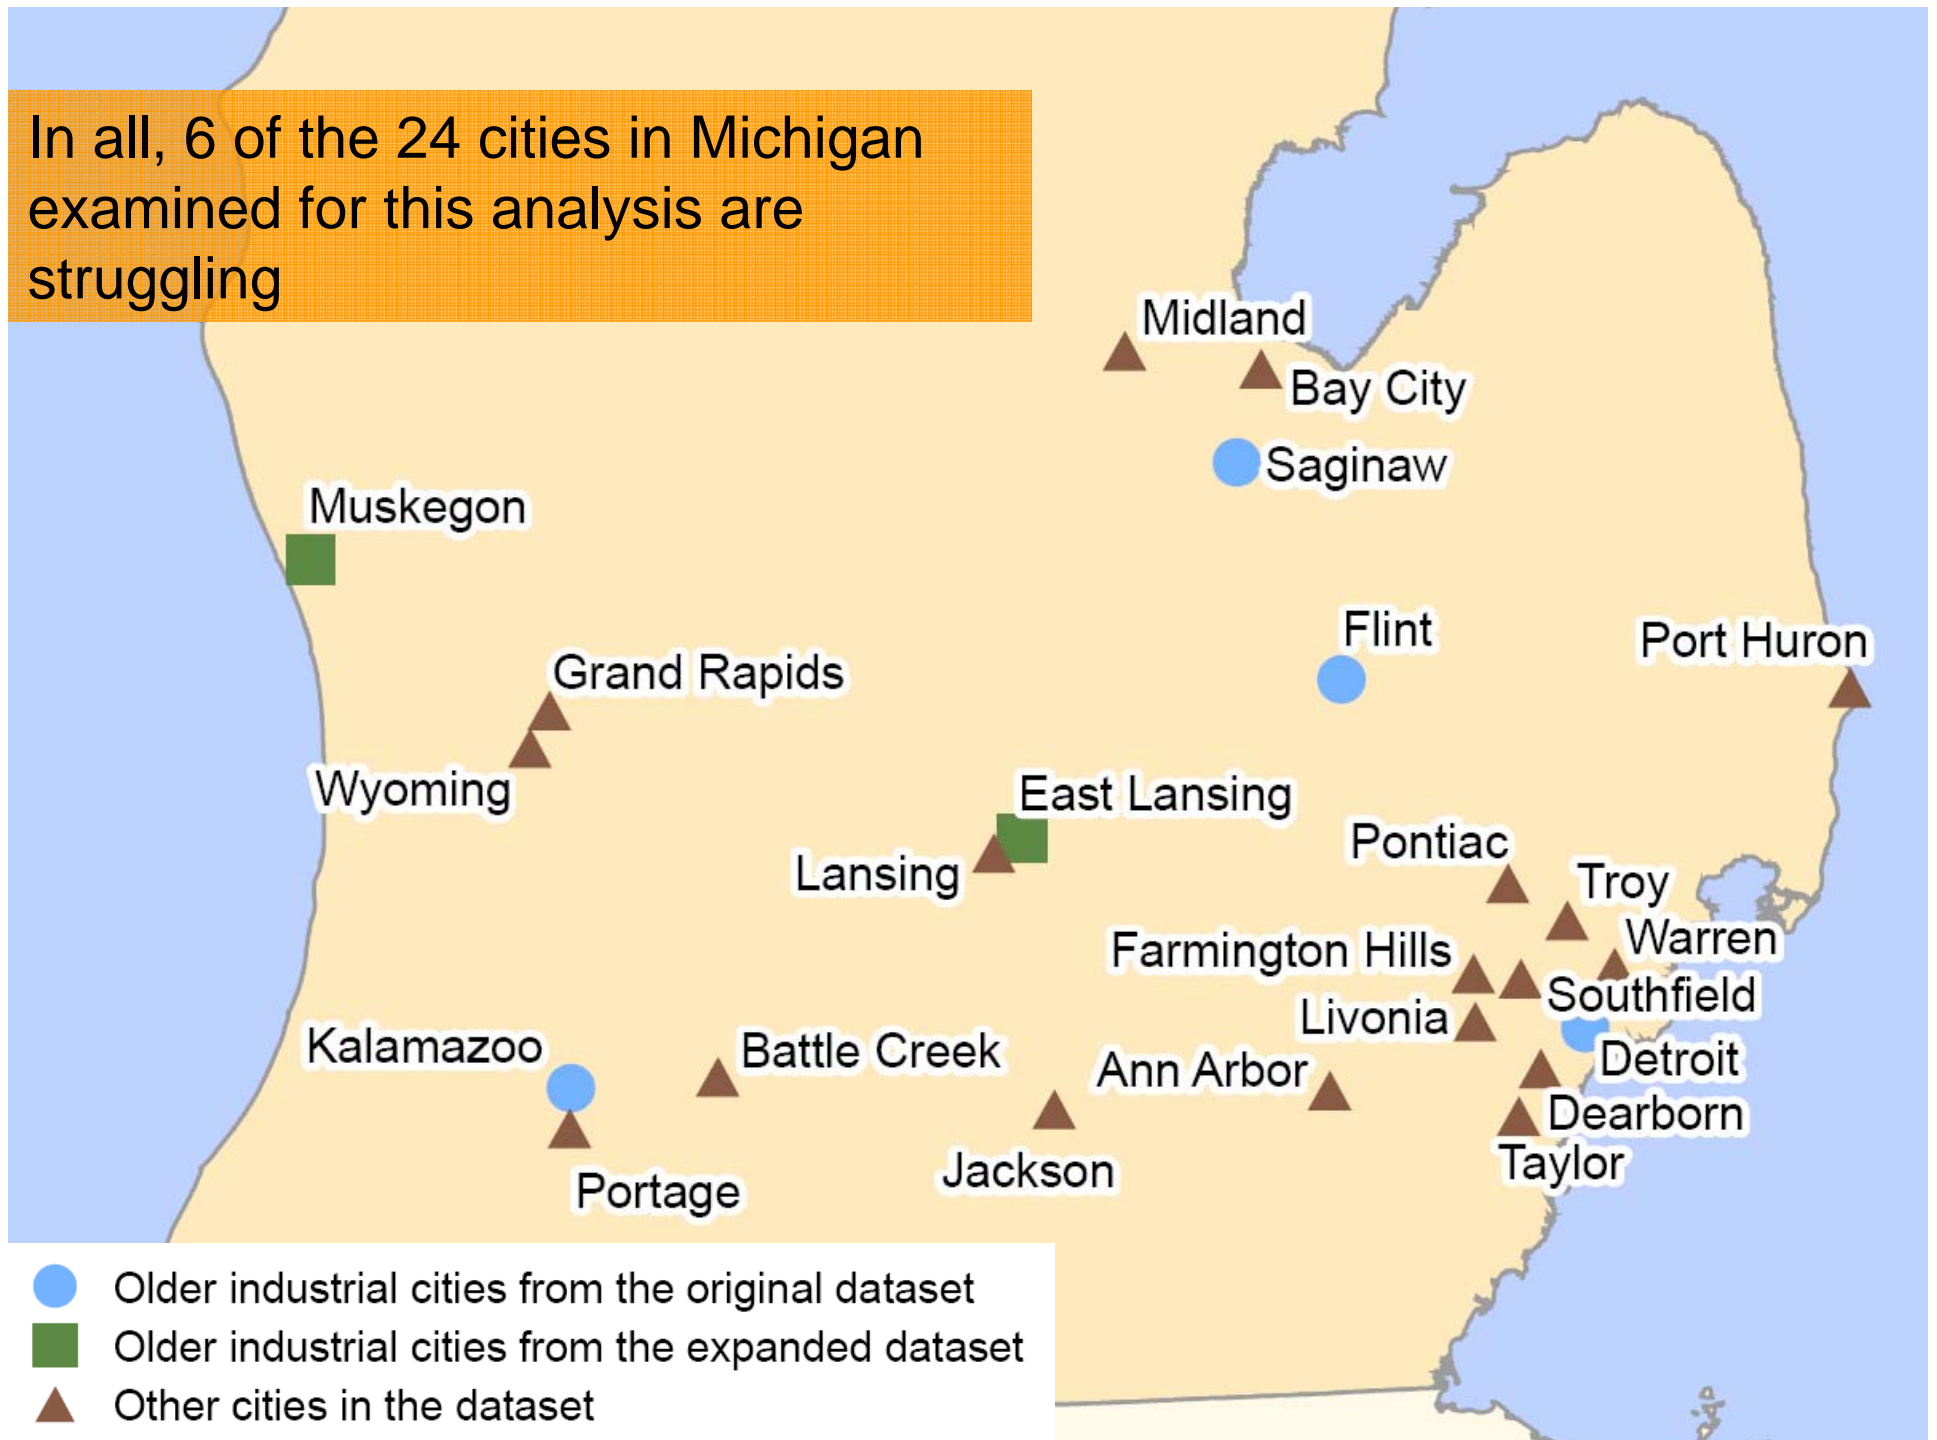 In all, 6 of the 24 cities in Michigan
examined for this analysis are
struggling
Midland
Bay City
Saginaw
Muskegon
Flint
Port Huron
Grand Rapids
Wyoming
East Lansing
Lansing
Pontiac
Troy
Warren
Farmington Hills
Southfield
Livonia
Kalamazoo
Battle Creek
Ann Arbor
Detroit
Dearborn
Taylor
Jackson
Portage
Older industrial cities from the original dataset
Older industrial cities from the expanded dataset
Other cities in the dataset